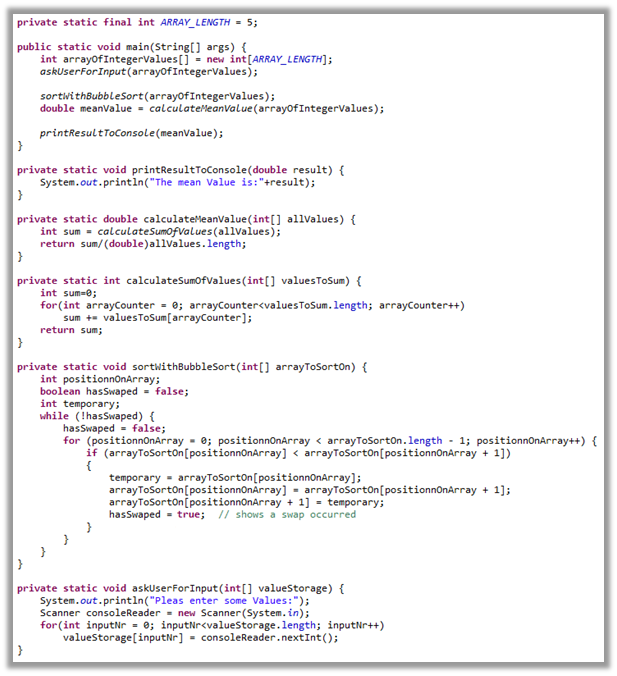 private static final int ARRAY_LENGTH = 5;
public static void main(String[] args) {
int arrayOfIntegerValues[] = new int[ARRAY_LENGTH];
askUserForInput(arrayOfIntegerValues);
sortWithBubbleSort(arrayOfIntegerValues);
double meanValue = calculateMeanValue(arrayOfIntegerValues);
printResultToConsole(meanValue);
}
private static void printResultToConsole(double result) {
System.out.println("The mean Value is:"+result);
}
private static double calculateMeanValue(int[] allValues) {
int sum = calculateSumOfValues(allValues);
return sum/(double)allValues.length;
}
private static int calculateSumOfValues(int[] valuesToSum) {
int sum=0;
for(int arrayCounter = 0; arrayCounter<valuesToSum.length; arrayCounter++)
sum += valuesToSum[arrayCounter];
return sum;
}
private static void sortWithBubbleSort(int[] arrayToSortOn) {
int positionnOnArray;
boolean hasSwaped = false;
int temporary;
while (!hasSwaped) {
hasSwaped = false;
for (positionnOnArray = 0; positionnOnArray < arrayToSortOn.length - 1; positionnOnArray++) {
if (arrayToSortOn[positionnOnArray] < arrayToSortOn[positionnOnArray + 1])
{
temporary = arrayToSortOn[positionnOnArray];
arrayToSortOn[positionnOnArray] = arrayToSortOn[positionnOnArray + 1];
arrayToSortOn[positionnOnArray + 1] = temporary;
hasSwaped = true;  // shows a swap occurred
}
}
}
}
private static void askUserForInput(int[] valueStorage) {
System.out.println("Pleas enter some Values:");
Scanner consoleReader = new Scanner(System.in);
for(int inputNr = 0; inputNr<valueStorage.length; inputNr++)
valueStorage[inputNr] = consoleReader.nextInt();
}